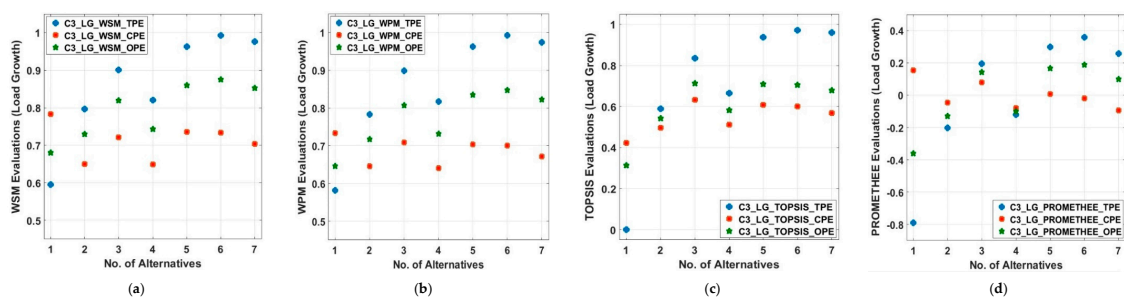 WSM Evaluations (Load Growth)
1
0.9
0.8
0.7
0.6
0.5
C3_LG_WSM_TPE
C3_LG_WSM_CPE
C3_LG_WSM_OPE
1 2 3 4 5 6 7
No. of Alternatives
(a)
WPM Evaluations (Load Growth)
1
0.9
0.8
0.7
0.6
0.5
C3_LG_WPM_TPE
C3_LG_WPM_CPE
C3_LG_WPM_OPE
1 2 3 4 5 6 7
No. of Alternatives
(b)
TOPSIS Evaluations (Load Growth)
1
0.8
0.6
0.4
0.2
0
C3_LG_TOPSIS_TPE
C3_LG_TOPSIS_CPE
C3_LG_TOPSIS_OPE
1 2 3 4 5 6 7
No. of Alternatives
(c)
PROMETHEE Evaluations (Load Growth)
0.4
0.2
0
-0.2
-0.4
-0.6
-0.8
C3_LG_PROMETHEE_TPE
C3_LG_PROMETHEE_CPE
C3_LG_PROMETHEE_OPE
1 2 3 4 5 6 7
No. of Alternatives
(d)